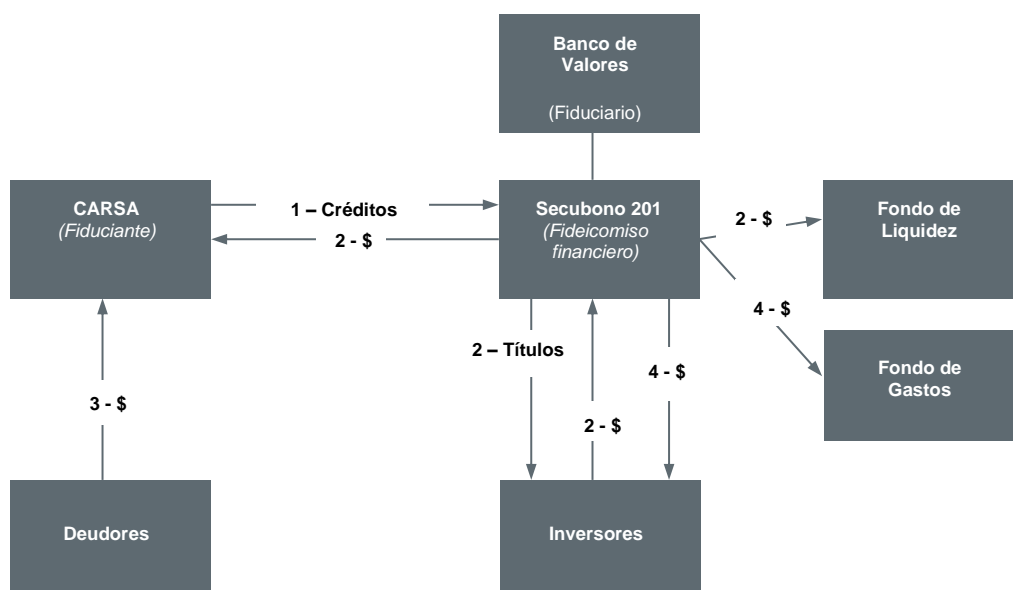 Banco de
Valores
(Fiduciario)
CARSA
(Fiduciante)
1 – Créditos
2 - $
Secubono 201
(Fideicomiso
financiero)
2 - $
Fondo de
Liquidez
4 - $
Fondo de
Gastos
2 – Títulos
4 - $
2 - $
3 - $
Deudores
Inversores